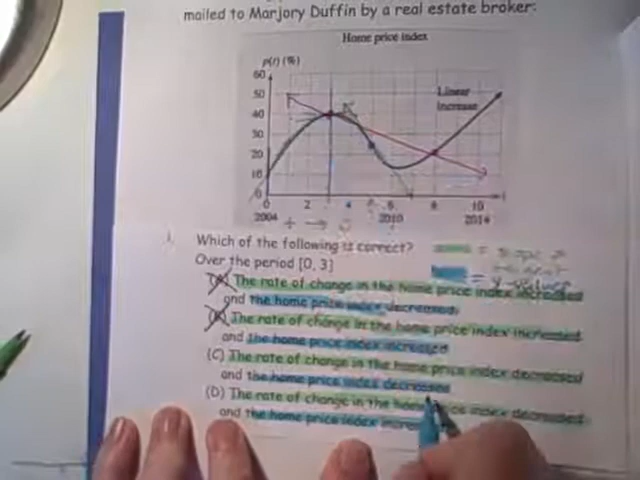 mailed to Marjory Duffin by a real estate broker:
Home price index
p(t) (%)
60
50
40
30
20
10
0
Linear
increase
0 2 4 6 8 10
2004 2010 2014
1. Which of the following is correct?
Over the period [0, 3]
(A) The rate of change in the home price index increased
and the home price index decreased.
(B) The rate of change in the home price index increased
and the home price index increased
(C) The rate of change in the home price index decreased
and the home price index decreased
(D) The rate of change in the home price index decreased
and the home price index